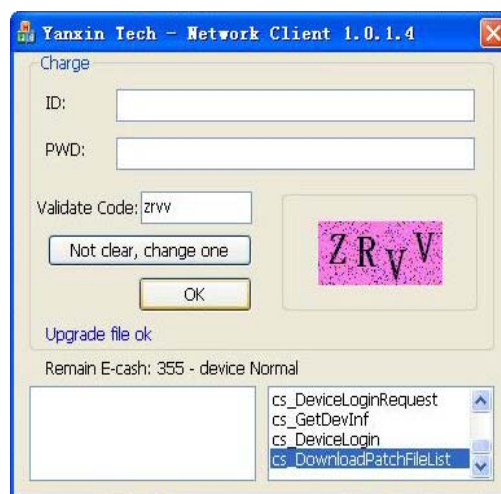 Yanxin Tech - Network Client 1.0.1.4
Charge
ID:
PWD:
Validate Code: zrvv
ZRVV
Not clear, change one
OK
Upgrade file ok
Remain E-cash: 355 - device Normal
cs_DeviceLoginRequest
cs_GetDevInf
cs_DeviceLogin
cs_DownloadPatchFileList